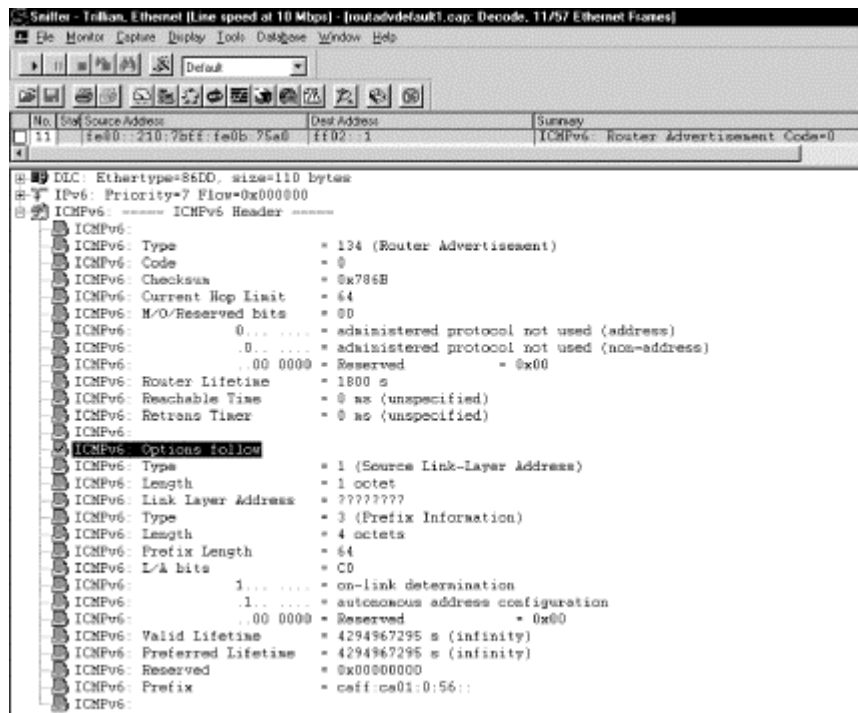 Sniffer - Trillian, Ethernet (Line speed at 10 Mbps) - [routadvdefault1.cap: Decode, 11/57 Ethernet Frames]
File Monitor Capture Display Tools Database Window Help
Default
No. Stat Source Address Dest Address Summary
11 fe80::210:7bff:fe0b:75a0 ff02::1 ICMPv6: Router Advertisement Code=0
DLC: Ethertype=86DD, size=110 bytes
IPv6: Priority=7 Flow=0x000000
ICMPv6: ----- ICMPv6 Header -----
ICMPv6:
ICMPv6: Type = 134 (Router Advertisement)
ICMPv6: Code = 0
ICMPv6: Checksum = 0x786B
ICMPv6: Current Hop Limit = 64
ICMPv6: M/O/Reserved bits = 00
ICMPv6: 0... .... = administered protocol not used (address)
ICMPv6: .0.. .... = administered protocol not used (non-address)
ICMPv6: ..00 0000 = Reserved = 0x00
ICMPv6: Router Lifetime = 1800 s
ICMPv6: Reachable Time = 0 ms (unspecified)
ICMPv6: Retrans Timer = 0 ms (unspecified)
ICMPv6:
ICMPv6: Options follow
ICMPv6: Type = 1 (Source Link-Layer Address)
ICMPv6: Length = 1 octet
ICMPv6: Link Layer Address = ????????
ICMPv6: Type = 3 (Prefix Information)
ICMPv6: Length = 4 octets
ICMPv6: Prefix Length = 64
ICMPv6: L/A bits = C0
ICMPv6: 1... .... = on-link determination
ICMPv6: .1.. .... = autonomous address configuration
ICMPv6: ..00 0000 = Reserved = 0x00
ICMPv6: Valid Lifetime = 4294967295 s (infinity)
ICMPv6: Preferred Lifetime = 4294967295 s (infinity)
ICMPv6: Reserved = 0x00000000
ICMPv6: Prefix = caff:ca01:0:56::
ICMPv6: